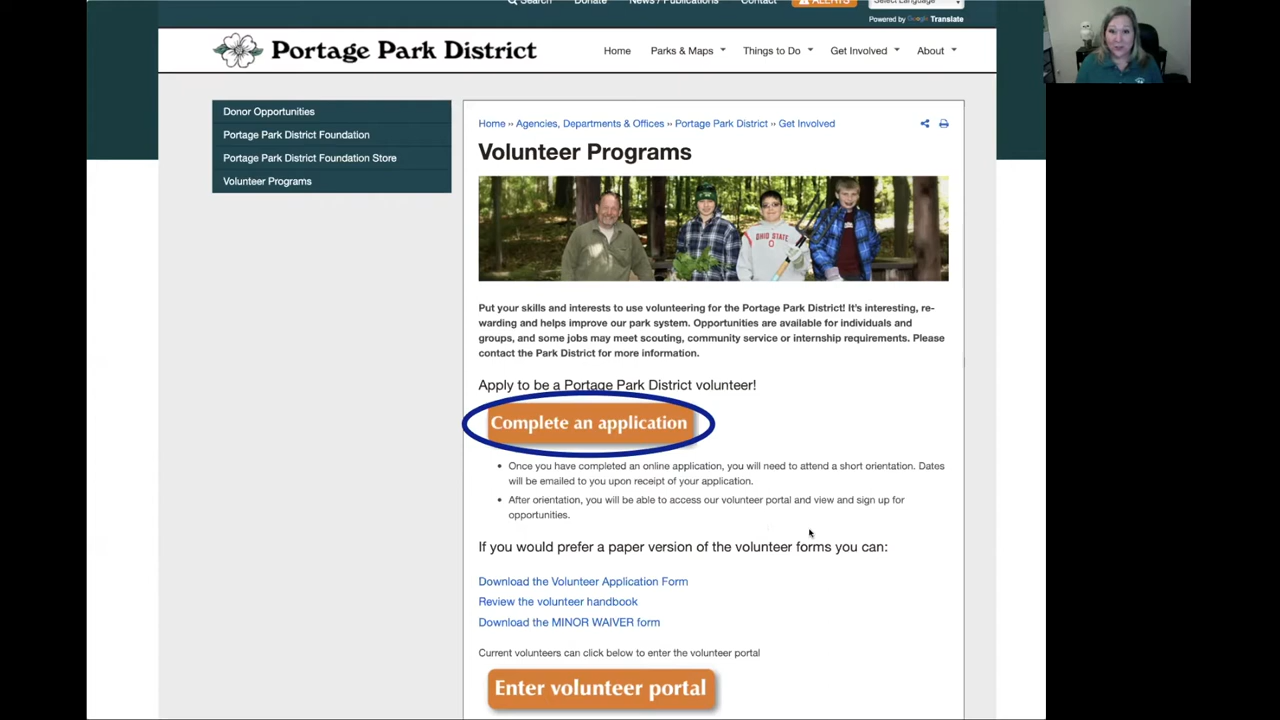 Search Donate News / Publications Contact ALERTS Select Language
Powered by Google Translate
Portage Park District Home Parks & Maps Things to Do Get Involved About
Donor Opportunities
Portage Park District Foundation
Portage Park District Foundation Store
Volunteer Programs
Home ›› Agencies, Departments & Offices ›› Portage Park District ›› Get Involved
Volunteer Programs
OHIO STATE
Put your skills and interests to use volunteering for the Portage Park District! It's interesting, re-
warding and helps improve our park system. Opportunities are available for individuals and
groups, and some jobs may meet scouting, community service or internship requirements. Please
contact the Park District for more information.
Apply to be a Portage Park District volunteer!
Complete an application
• Once you have completed an online application, you will need to attend a short orientation. Dates
will be emailed to you upon receipt of your application.
• After orientation, you will be able to access our volunteer portal and view and sign up for
opportunities.
If you would prefer a paper version of the volunteer forms you can:
Download the Volunteer Application Form
Review the volunteer handbook
Download the MINOR WAIVER form
Current volunteers can click below to enter the volunteer portal
Enter volunteer portal